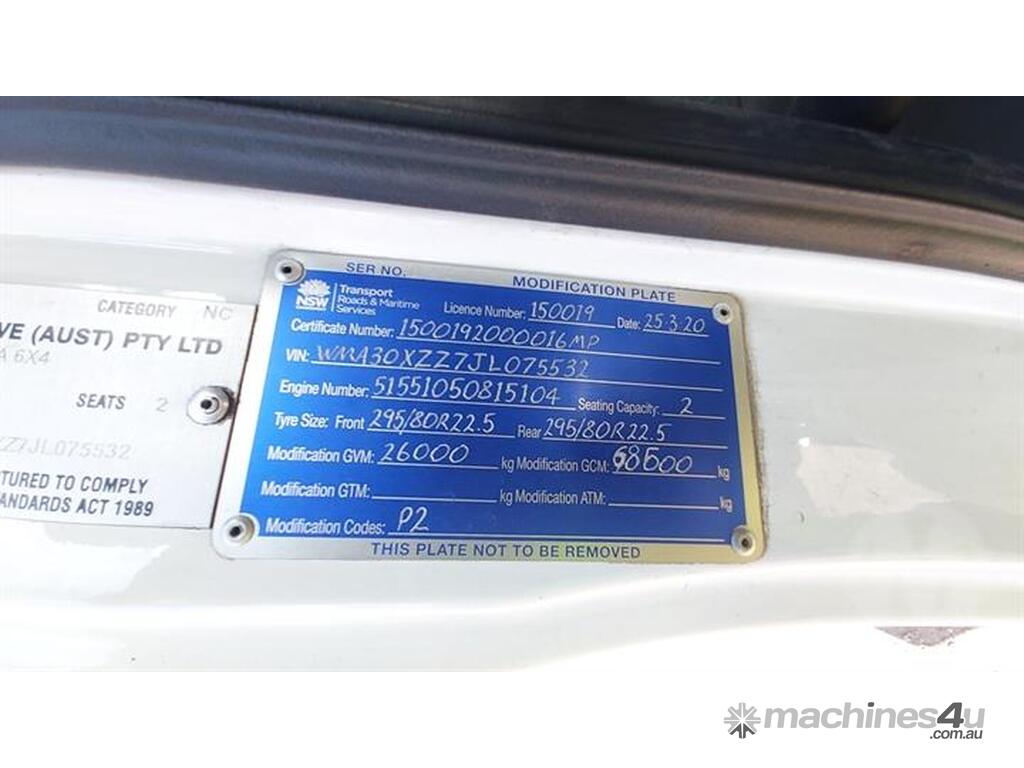 CATEGORY NC
VE (AUST) PTY LTD
A 6X4
SEATS 2
ZZ7JL075532
TURED TO COMPLY
TANDARDS ACT 1989
SER NO.
MODIFICATION PLATE
NSW Transport
Roads & Maritime
Services
Licence Number: 150019 Date: 25.3.20
Certificate Number: 1500192000016MP
VIN: WMA30XZZ7JL075532
Engine Number: 51551050815104 Seating Capacity: 2
Tyre Size: Front 295/80R22.5 Rear 295/80R22.5
Modification GVM: 26000 kg Modification GCM: 68500 kg
Modification GTM: kg Modification ATM: kg
Modification Codes: P2
THIS PLATE NOT TO BE REMOVED
machines4u
.com.au